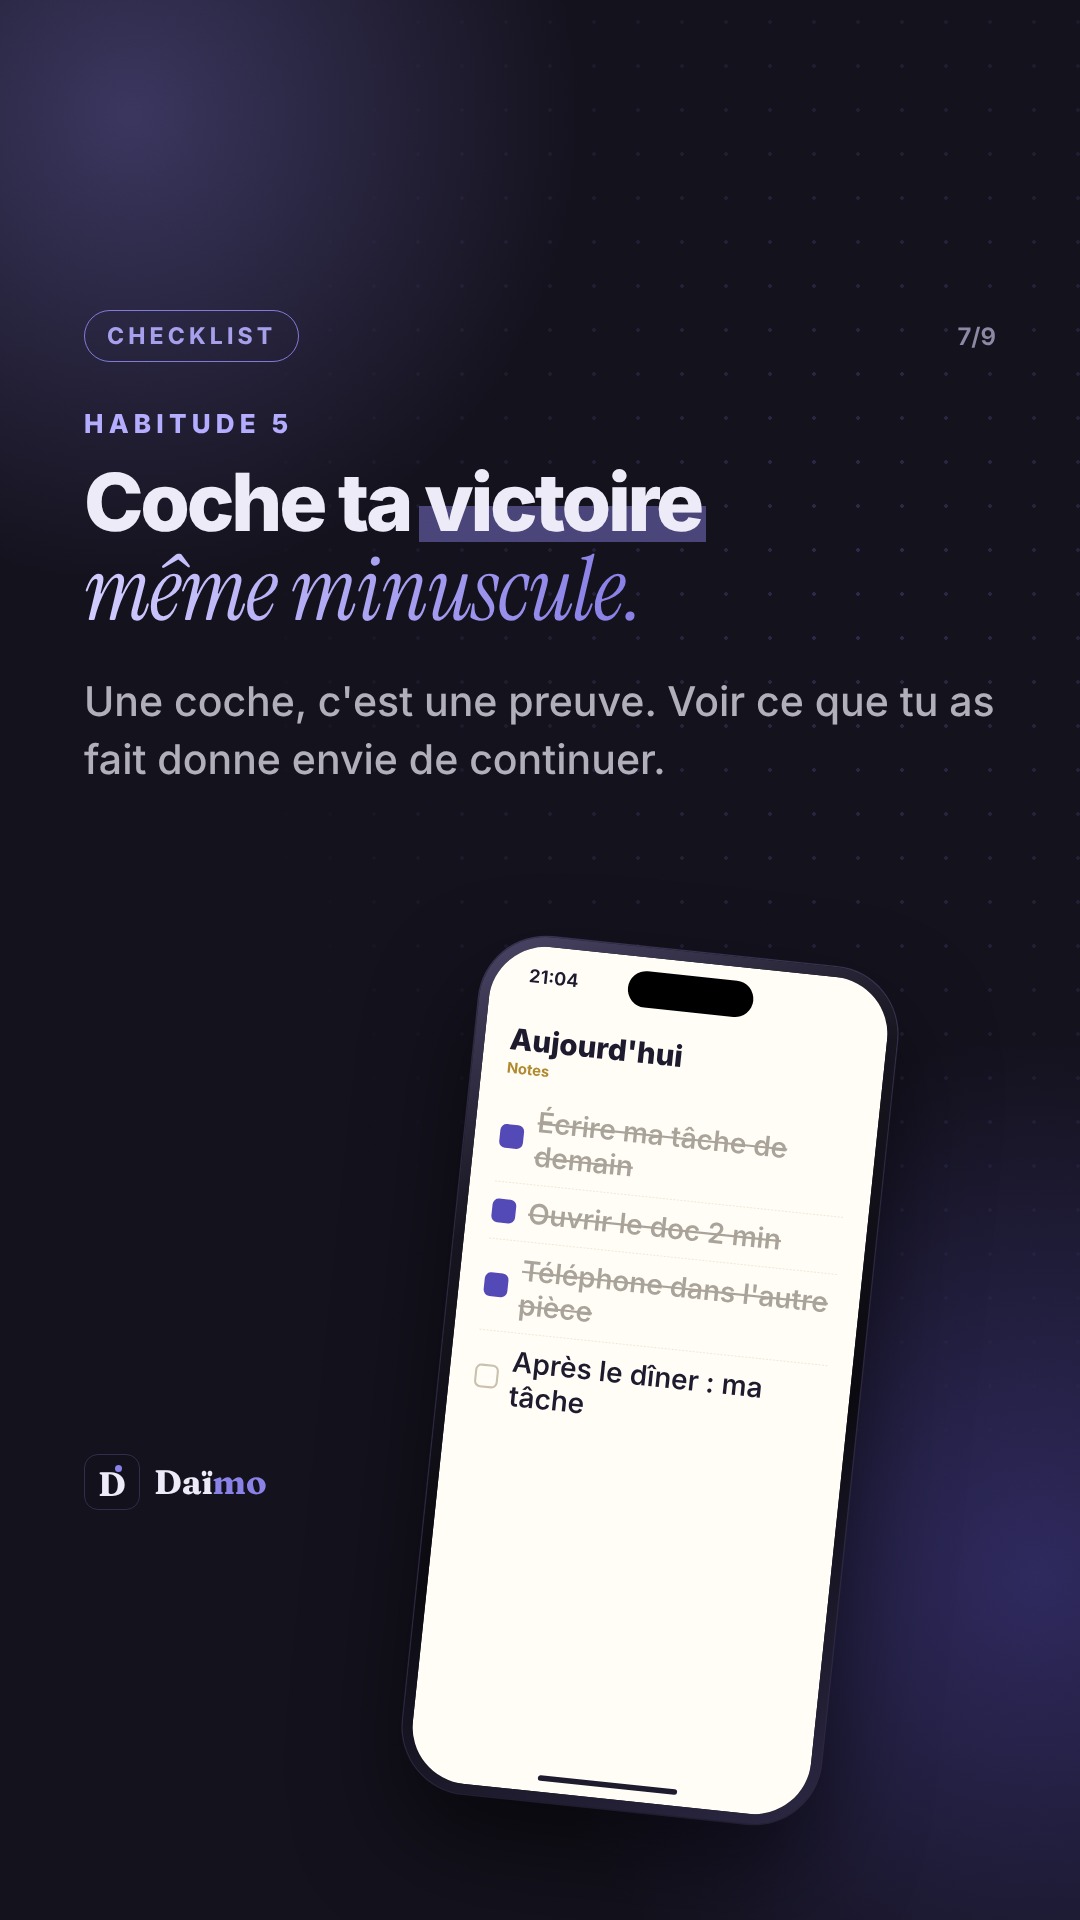 CHECKLIST
7/9
HABITUDE 5
Coche ta victoire
même minuscule.
Une coche, c'est une preuve. Voir ce que tu as
fait donne envie de continuer.
21:04
Aujourd'hui
Notes
Écrire ma tâche de
demain
Ouvrir le doc 2 min
Téléphone dans l'autre
pièce
Après le dîner : ma
tâche
D Daïmo